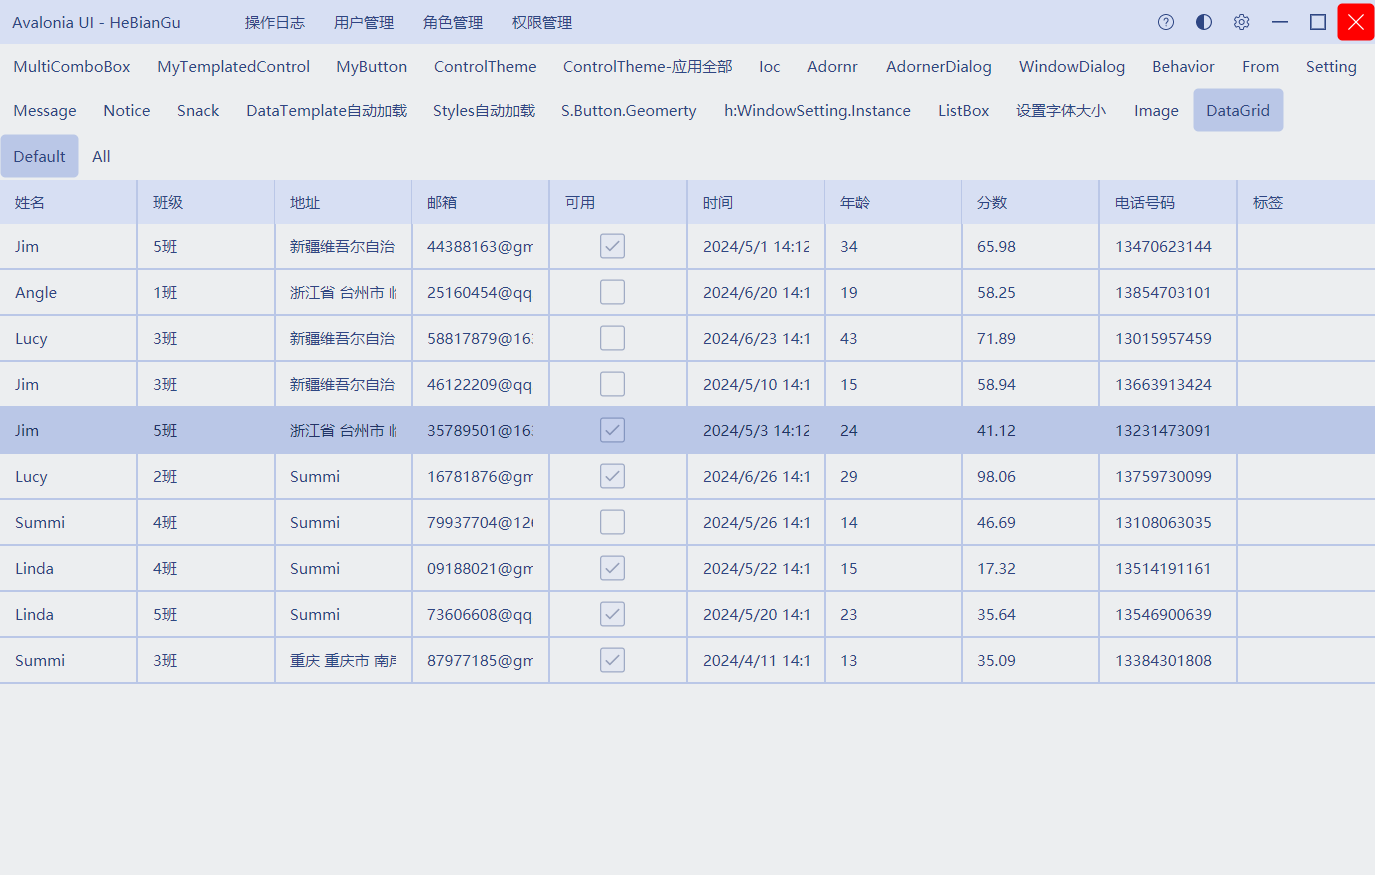 Avalonia UI - HeBianGu 操作日志 用户管理 角色管理 权限管理
MultiComboBox MyTemplatedControl MyButton ControlTheme ControlTheme-应用全部 Ioc Adornr AdornerDialog WindowDialog Behavior From Setting
Message Notice Snack DataTemplate自动加载 Styles自动加载 S.Button.Geomerty h:WindowSetting.Instance ListBox 设置字体大小 Image DataGrid
Default All
姓名 班级 地址 邮箱 可用 时间 年龄 分数 电话号码 标签
Jim 5班 新疆维吾尔自治 44388163@gm 2024/5/1 14:12 34 65.98 13470623144
Angle 1班 浙江省 台州市 25160454@qq 2024/6/20 14:1 19 58.25 13854703101
Lucy 3班 新疆维吾尔自治 58817879@163 2024/6/23 14:1 43 71.89 13015957459
Jim 3班 新疆维吾尔自治 46122209@qq 2024/5/10 14:1 15 58.94 13663913424
Jim 5班 浙江省 台州市 35789501@163 2024/5/3 14:12 24 41.12 13231473091
Lucy 2班 Summi 16781876@gm 2024/6/26 14:1 29 98.06 13759730099
Summi 4班 Summi 79937704@126 2024/5/26 14:1 14 46.69 13108063035
Linda 4班 Summi 09188021@gm 2024/5/22 14:1 15 17.32 13514191161
Linda 5班 Summi 73606608@qq 2024/5/20 14:1 23 35.64 13546900639
Summi 3班 重庆 重庆市 南岸 87977185@gm 2024/4/11 14:1 13 35.09 13384301808